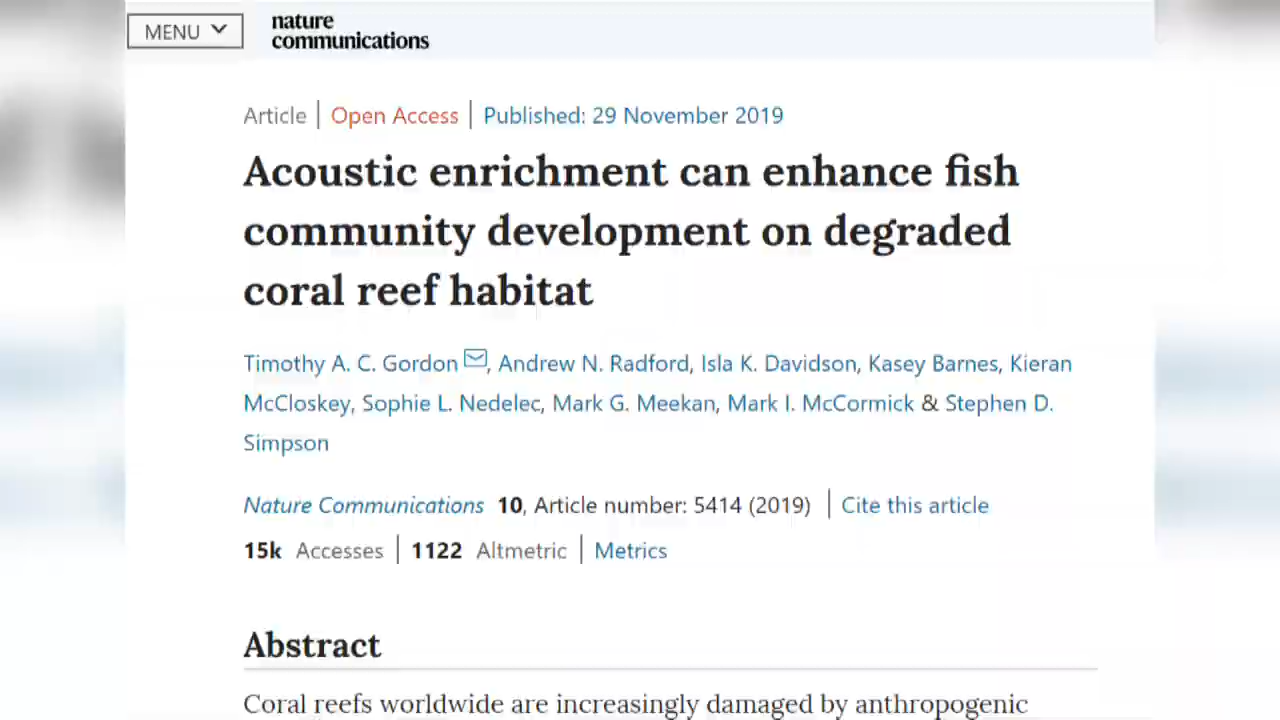 MENU
nature
communications
Article | Open Access | Published: 29 November 2019
Acoustic enrichment can enhance fish
community development on degraded
coral reef habitat
Timothy A. C. Gordon, Andrew N. Radford, Isla K. Davidson, Kasey Barnes, Kieran
McCloskey, Sophie L. Nedelec, Mark G. Meekan, Mark I. McCormick & Stephen D.
Simpson
Nature Communications 10, Article number: 5414 (2019) | Cite this article
15k Accesses | 1122 Altmetric | Metrics
Abstract
Coral reefs worldwide are increasingly damaged by anthropogenic